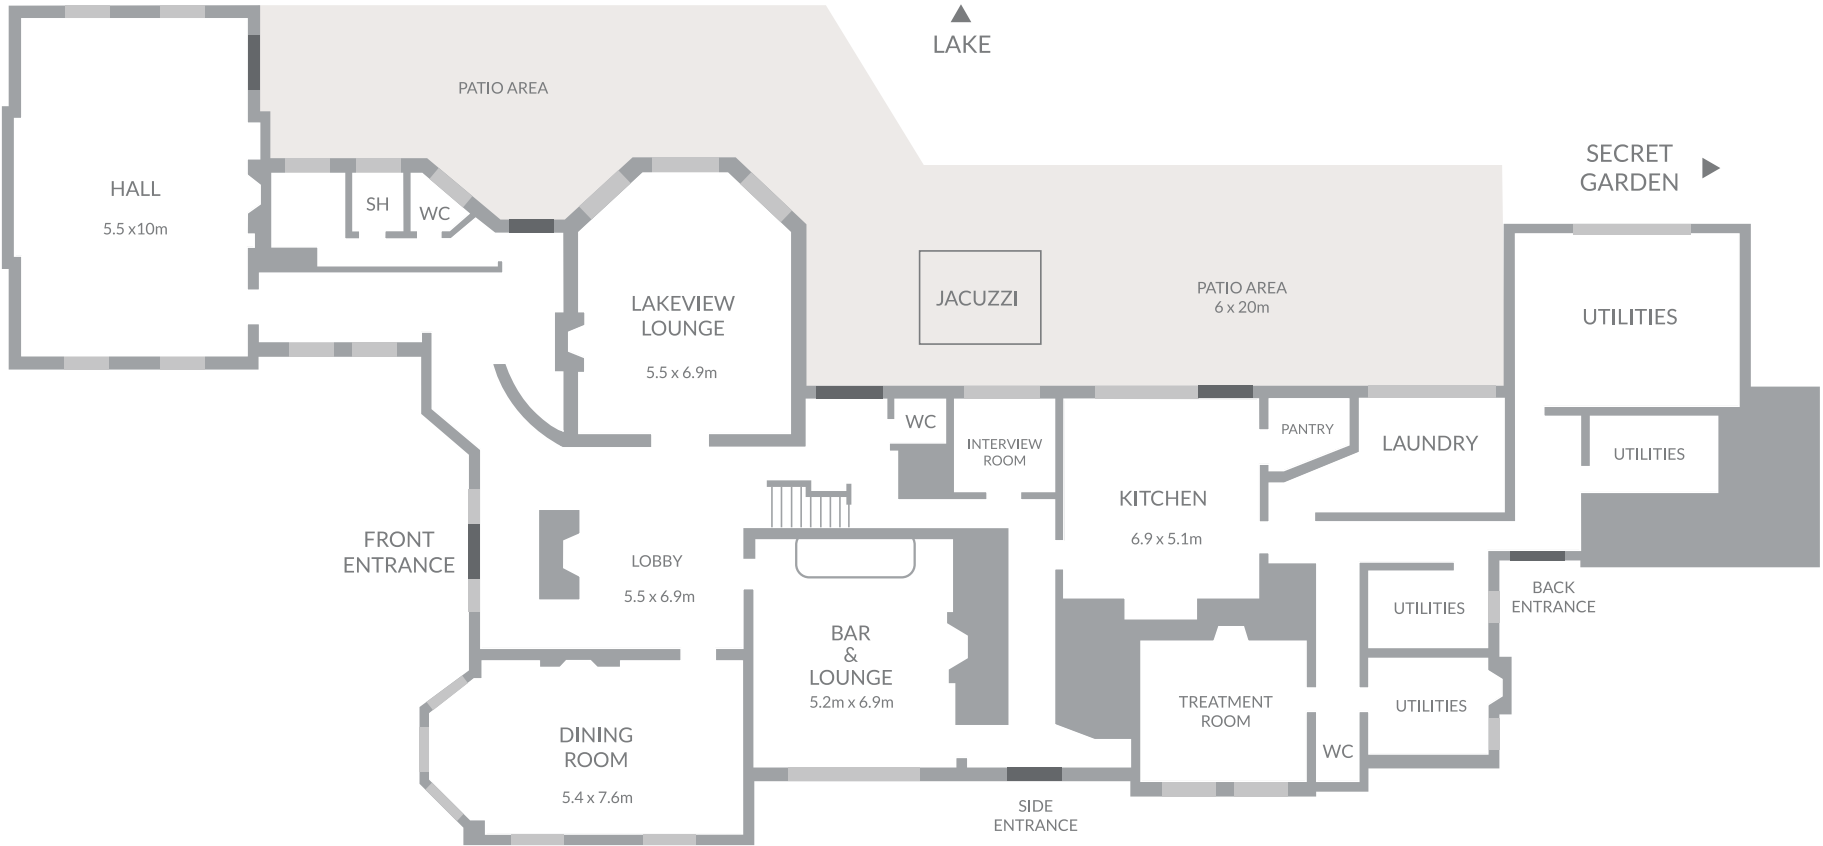 LAKE
PATIO AREA
SECRET
GARDEN
HALL
5.5 x10m
SH
WC
LAKEVIEW
LOUNGE
5.5 x 6.9m
JACUZZI
PATIO AREA
6 x 20m
UTILITIES
WC
INTERVIEW
ROOM
PANTRY
LAUNDRY
UTILITIES
KITCHEN
6.9 x 5.1m
FRONT
ENTRANCE
LOBBY
5.5 x 6.9m
BAR
&
LOUNGE
5.2m x 6.9m
UTILITIES
BACK
ENTRANCE
TREATMENT
ROOM
UTILITIES
WC
DINING
ROOM
5.4 x 7.6m
SIDE
ENTRANCE